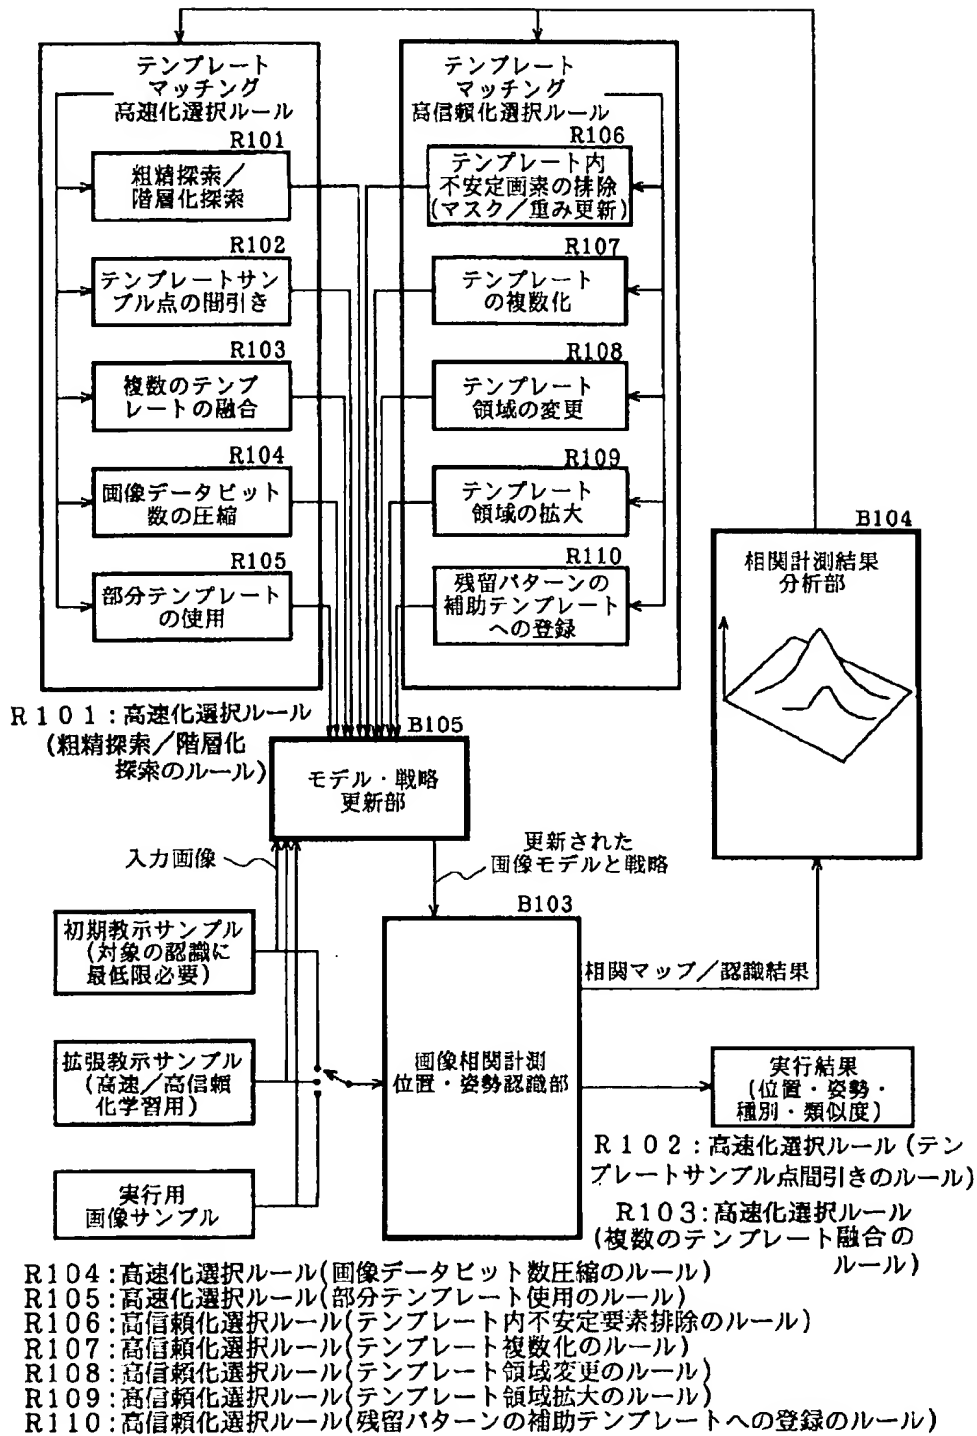 テンプレート
マッチング
高速化選択ルール
R101
粗精探索／
階層化探索
R102
テンプレートサン
プル点の間引き
R103
複数のテンプ
レートの融合
R104
画像データビット
数の圧縮
R105
部分テンプレート
の使用
テンプレート
マッチング
高信頼化選択ルール
R106
テンプレート内
不安定画素の排除
(マスク／重み更新)
R107
テンプレート
の複数化
R108
テンプレート
領域の変更
R109
テンプレート
領域の拡大
R110
残留パターンの
補助テンプレート
への登録
B104
相関計測結果
分析部
R101:高速化選択ルール
(粗精探索／階層化
探索のルール)
B105
モデル・戦略
更新部
入力画像
更新された
画像モデルと戦略
B103
初期教示サンプル
(対象の認識に
最低限必要)
拡張教示サンプル
(高速／高信頼
化学習用)
実行用
画像サンプル
画像相関計測
位置・姿勢認識部
相関マップ／認識結果
実行結果
(位置・姿勢・
種別・類似度)
R102:高速化選択ルール(テン
プレートサンプル点間引きのルール)
R103:高速化選択ルール
(複数のテンプレート融合の
ルール)
R104:高速化選択ルール(画像データビット数圧縮のルール)
R105:高速化選択ルール(部分テンプレート使用のルール)
R106:高信頼化選択ルール(テンプレート内不安定要素排除のルール)
R107:高信頼化選択ルール(テンプレート複数化のルール)
R108:高信頼化選択ルール(テンプレート領域変更のルール)
R109:高信頼化選択ルール(テンプレート領域拡大のルール)
R110:高信頼化選択ルール(残留パターンの補助テンプレートへの登録のルール)